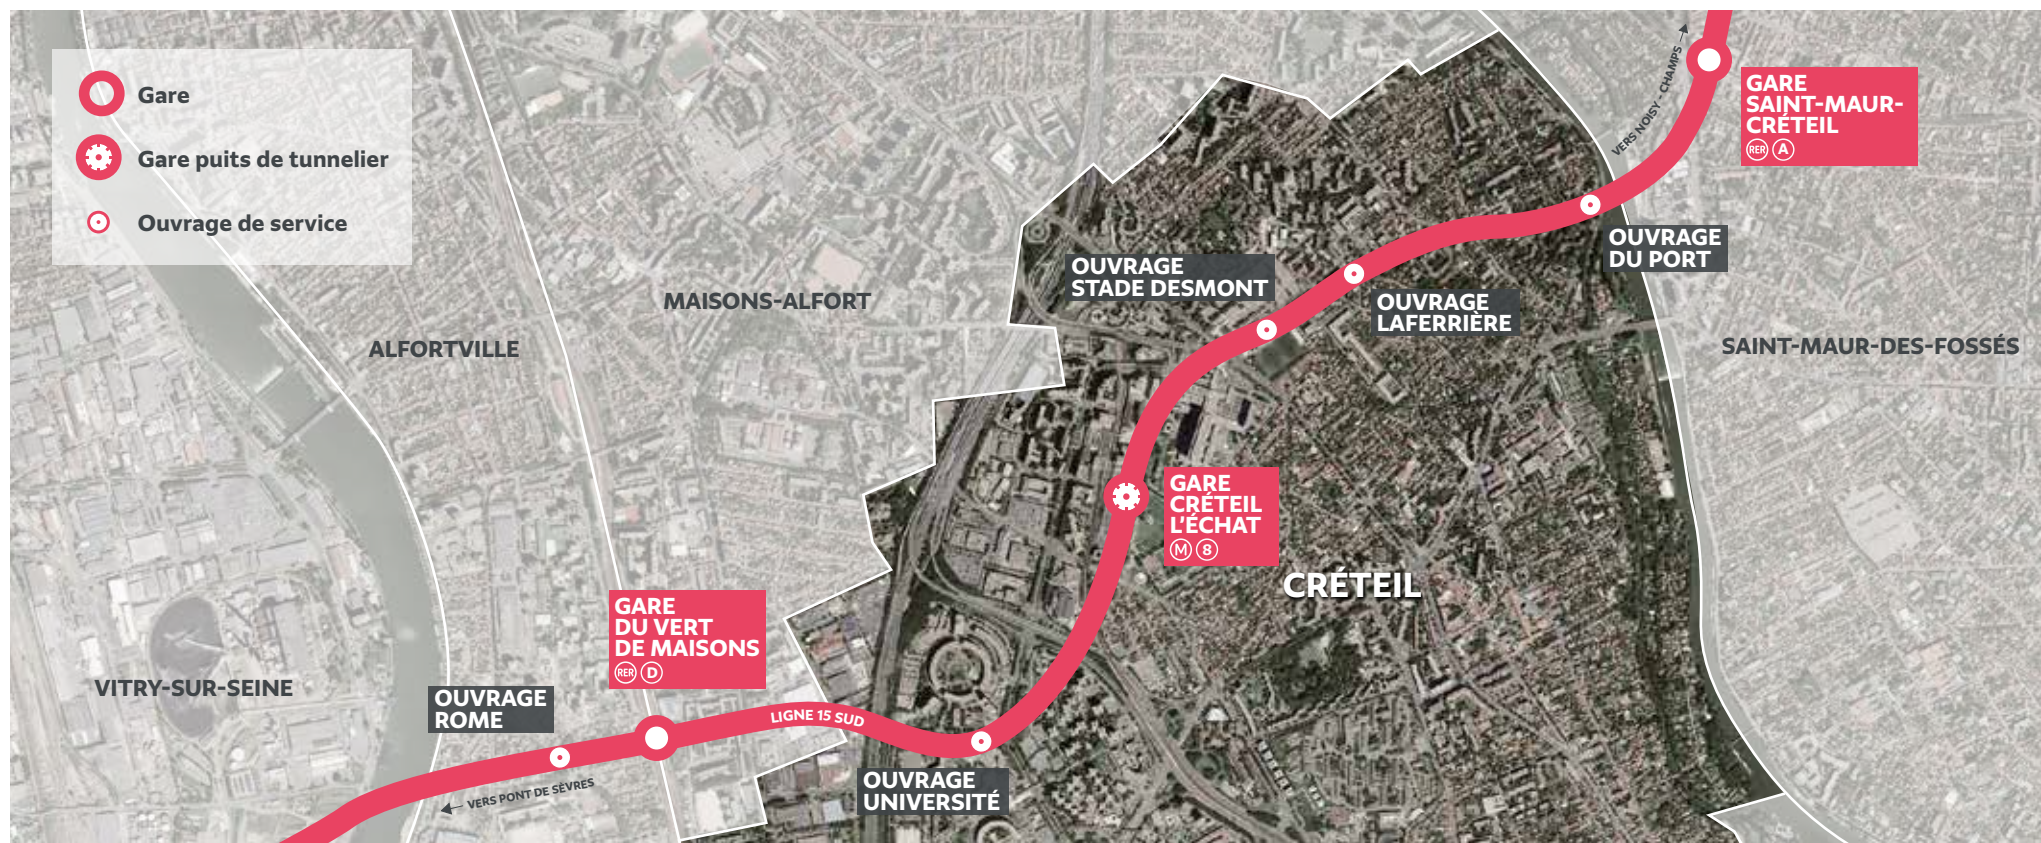 Gare
Gare puits de tunnelier
Ouvrage de service
VERS NOISY - CHAMPS
GARE
SAINT-MAUR-
CRÉTEIL
RER A
OUVRAGE
DU PORT
OUVRAGE
STADE DESMONT
OUVRAGE
LAFERRIÈRE
MAISONS-ALFORT
ALFORTVILLE
SAINT-MAUR-DES-FOSSÉS
GARE
CRÉTEIL
L'ÉCHAT
M 8
CRÉTEIL
GARE
DU VERT
DE MAISONS
RER D
VITRY-SUR-SEINE
OUVRAGE
ROME
LIGNE 15 SUD
VERS PONT DE SÈVRES
OUVRAGE
UNIVERSITÉ